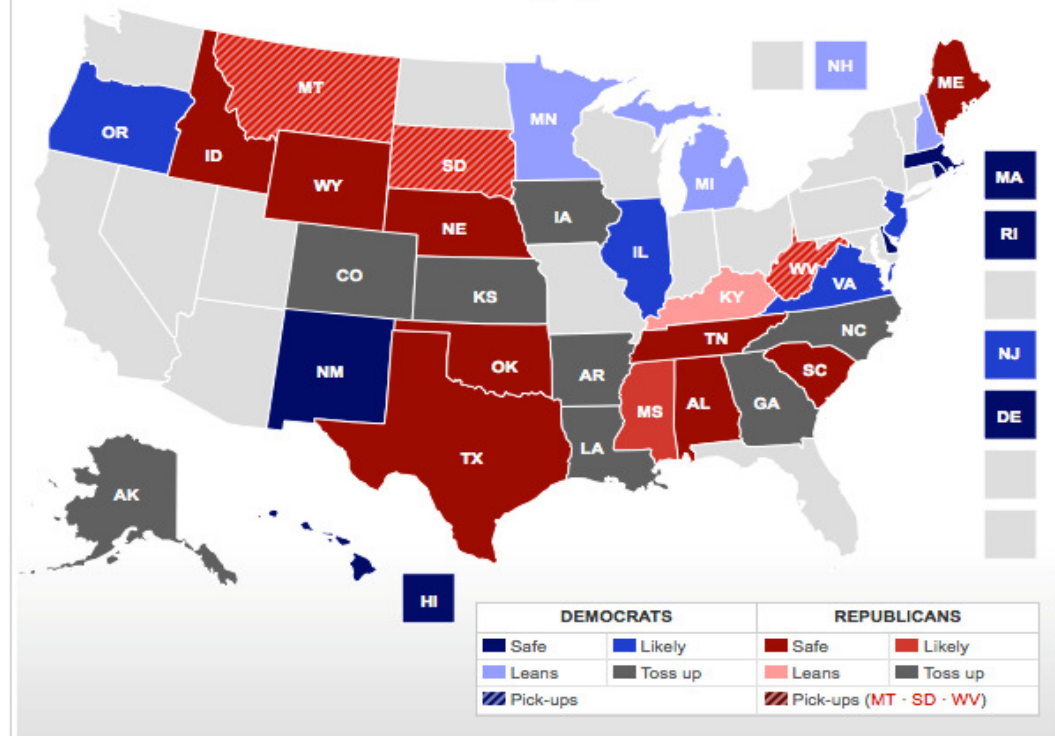 NH
ME
MT
MN
OR
ID
SD
MI
WY
MA
IA
NE
RI
IL
CO
WV
VA
KS
KY
NC
NJ
TN
NM
OK
AR
SC
MS
AL
GA
DE
LA
TX
AK
HI
DEMOCRATS REPUBLICANS
Safe Likely Safe Likely
Leans Toss up Leans Toss up
Pick-ups Pick-ups (MT · SD · WV)